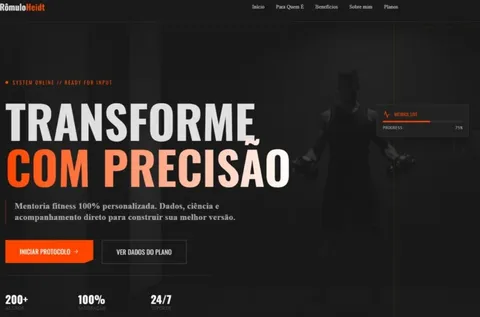 RômuloHeidt
Início Para Quem É Benefícios Sobre mim Planos
SYSTEM ONLINE // READY FOR INPUT
TRANSFORME
COM PRECISÃO
Mentoria fitness 100% personalizada. Dados, ciência e
acompanhamento direto para construir sua melhor versão.
INICIAR PROTOCOLO → VER DADOS DO PLANO
200+ 100% 24/7
PROGRESS